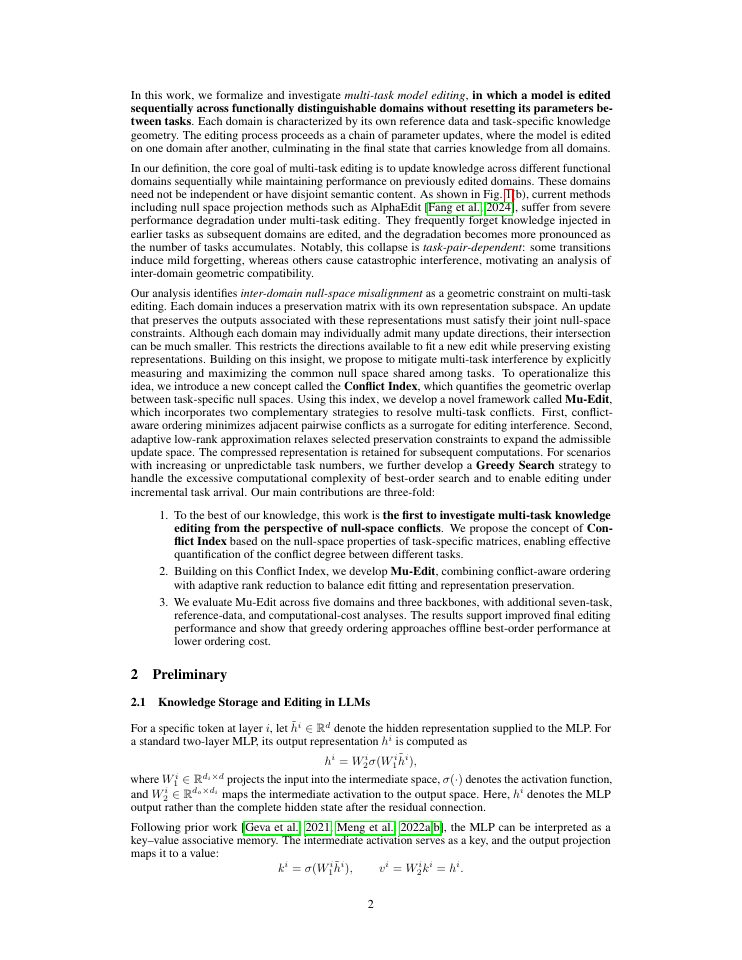 In this work, we formalize and investigate multi-task model editing, in which a model is edited
sequentially across functionally distinguishable domains without resetting its parameters be-
tween tasks. Each domain is characterized by its own reference data and task-specific knowledge
geometry. The editing process proceeds as a chain of parameter updates, where the model is edited
on one domain after another, culminating in the final state that carries knowledge from all domains.
In our definition, the core goal of multi-task editing is to update knowledge across different functional
domains sequentially while maintaining performance on previously edited domains. These domains
need not be independent or have disjoint semantic content. As shown in Fig. 1(b), current methods
including null space projection methods such as AlphaEdit [Fang et al., 2024], suffer from severe
performance degradation under multi-task editing. They frequently forget knowledge injected in
earlier tasks as subsequent domains are edited, and the degradation becomes more pronounced as
the number of tasks accumulates. Notably, this collapse is task-pair-dependent: some transitions
induce mild forgetting, whereas others cause catastrophic interference, motivating an analysis of
inter-domain geometric compatibility.
Our analysis identifies inter-domain null-space misalignment as a geometric constraint on multi-task
editing. Each domain induces a preservation matrix with its own representation subspace. An update
that preserves the outputs associated with these representations must satisfy their joint null-space
constraints. Although each domain may individually admit many update directions, their intersection
can be much smaller. This restricts the directions available to fit a new edit while preserving existing
representations. Building on this insight, we propose to mitigate multi-task interference by explicitly
measuring and maximizing the common null space shared among tasks. To operationalize this
idea, we introduce a new concept called the Conflict Index, which quantifies the geometric overlap
between task-specific null spaces. Using this index, we develop a novel framework called Mu-Edit,
which incorporates two complementary strategies to resolve multi-task conflicts. First, conflict-
aware ordering minimizes adjacent pairwise conflicts as a surrogate for editing interference. Second,
adaptive low-rank approximation relaxes selected preservation constraints to expand the admissible
update space. The compressed representation is retained for subsequent computations. For scenarios
with increasing or unpredictable task numbers, we further develop a Greedy Search strategy to
handle the excessive computational complexity of best-order search and to enable editing under
incremental task arrival. Our main contributions are three-fold:
1. To the best of our knowledge, this work is the first to investigate multi-task knowledge
editing from the perspective of null-space conflicts. We propose the concept of Con-
flict Index based on the null-space properties of task-specific matrices, enabling effective
quantification of the conflict degree between different tasks.
2. Building on this Conflict Index, we develop Mu-Edit, combining conflict-aware ordering
with adaptive rank reduction to balance edit fitting and representation preservation.
3. We evaluate Mu-Edit across five domains and three backbones, with additional seven-task,
reference-data, and computational-cost analyses. The results support improved final editing
performance and show that greedy ordering approaches offline best-order performance at
lower ordering cost.
2 Preliminary
2.1 Knowledge Storage and Editing in LLMs
For a specific token at layer i, let h̃^i ∈ ℝ^d denote the hidden representation supplied to the MLP. For
a standard two-layer MLP, its output representation h^i is computed as
h^i = W_2^i σ(W_1^i h̃^i),
where W_1^i ∈ ℝ^{d_i×d} projects the input into the intermediate space, σ(·) denotes the activation function,
and W_2^i ∈ ℝ^{d_o×d_i} maps the intermediate activation to the output space. Here, h^i denotes the MLP
output rather than the complete hidden state after the residual connection.
Following prior work [Geva et al., 2021, Meng et al., 2022a,b], the MLP can be interpreted as a
key–value associative memory. The intermediate activation serves as a key, and the output projection
maps it to a value:
k^i = σ(W_1^i h̃^i), v^i = W_2^i k^i = h^i.
2